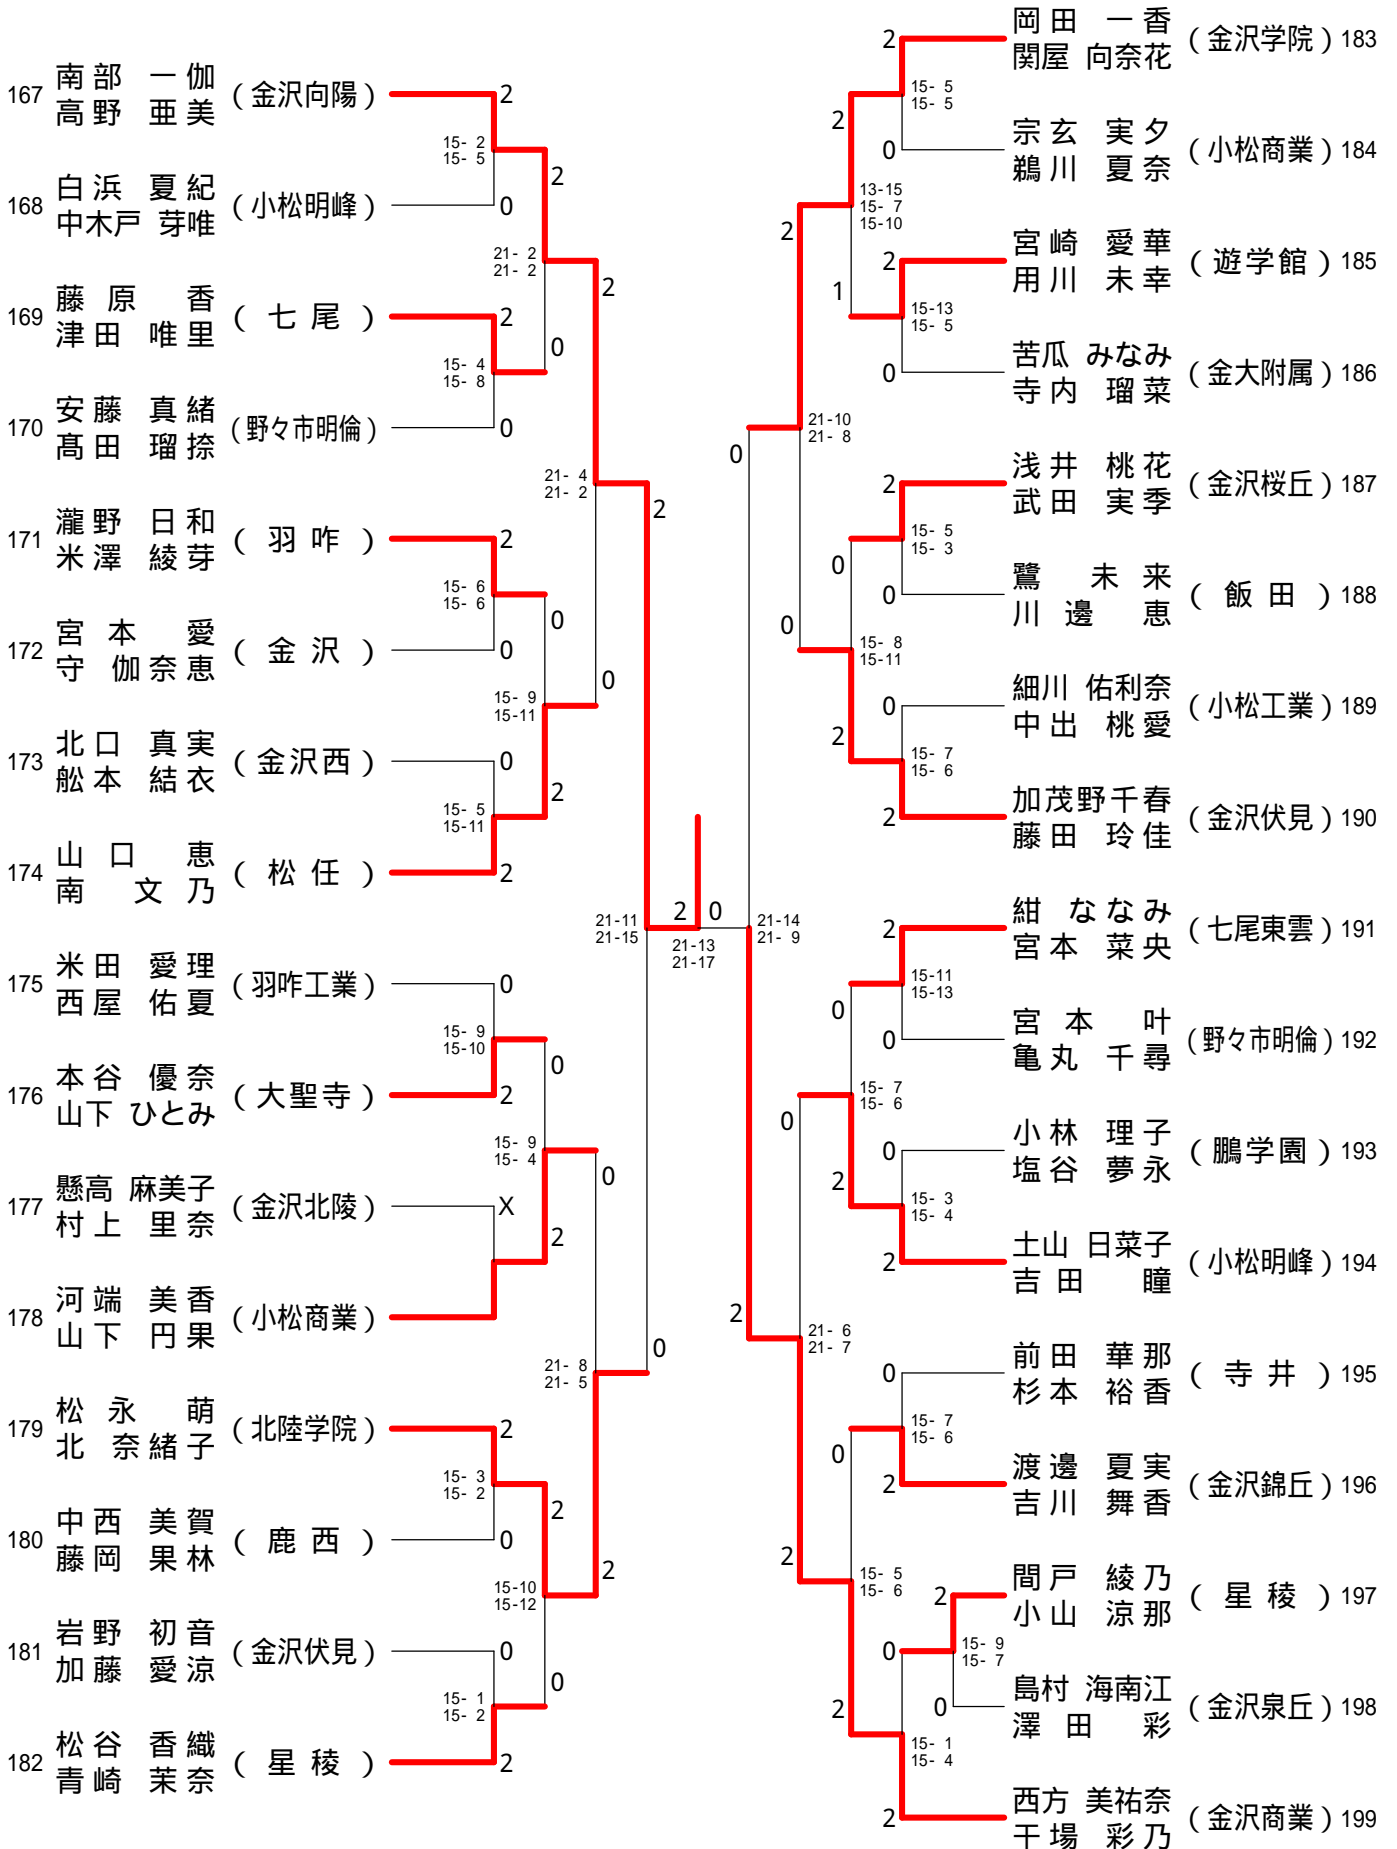 167 南部 一伽
高野 亜美 (金沢向陽) 2
15- 2
15- 5
2
168 白浜 夏紀
中木戸 芽唯 (小松明峰) 0
21- 2
21- 2
2
169 藤原 香
津田 唯里 (七尾) 2
0
15- 4
15- 8
170 安藤 真緒
髙田 瑠捺 (野々市明倫) 0
21- 4
21- 2
2
171 瀧野 日和
米澤 綾芽 (羽咋) 2
15- 6
15- 6
0
172 宮本 愛
守 伽奈恵 (金沢) 0
0
15- 9
15-11
173 北口 真実
舩本 結衣 (金沢西) 0
2
15- 5
15-11
174 山口 恵
南 文乃 (松任) 2
21-11
21-15
175 米田 愛理
西屋 佑夏 (羽咋工業) 0
15- 9
15-10
0
176 本谷 優奈
山下 ひとみ (大聖寺) 2
15- 9
15- 4
0
177 懸高 麻美子
村上 里奈 (金沢北陵) X
2
178 河端 美香
山下 円果 (小松商業)
0
21- 8
21- 5
179 松永 萌
北 奈緒子 (北陸学院) 2
15- 3
15- 2
2
180 中西 美賀
藤岡 果林 (鹿西) 0
2
15-10
15-12
181 岩野 初音
加藤 愛涼 (金沢伏見) 0
0
15- 1
15- 2
182 松谷 香織
青崎 茉奈 (星稜) 2
2 0
21-13
21-17
2 岡田 一香
関屋 向奈花 (金沢学院) 183
15- 5
15- 5
2
0 宗玄 実夕
鵜川 夏奈 (小松商業) 184
13-15
15- 7
15-10
2
2 宮崎 愛華
用川 未幸 (遊学館) 185
1
15-13
15- 5
0 苦瓜 みなみ
寺内 瑠菜 (金大附属) 186
21-10
21- 8
0
2 浅井 桃花
武田 実季 (金沢桜丘) 187
15- 5
15- 3
0
0 鷺 未来
川邊 恵 (飯田) 188
0
15- 8
15-11
0 細川 佑利奈
中出 桃愛 (小松工業) 189
2
15- 7
15- 6
2 加茂野千春
藤田 玲佳 (金沢伏見) 190
21-14
21- 9
2 紺 ななみ
宮本 菜央 (七尾東雲) 191
15-11
15-13
0
0 宮本 叶
亀丸 千尋 (野々市明倫) 192
15- 7
15- 6
0
0 小林 理子
塩谷 夢永 (鵬学園) 193
2
15- 3
15- 4
2 土山 日菜子
吉田 瞳 (小松明峰) 194
2
21- 6
21- 7
0 前田 華那
杉本 裕香 (寺井) 195
15- 7
15- 6
0
2 渡邊 夏実
吉川 舞香 (金沢錦丘) 196
2
15- 5
15- 6
2 間戸 綾乃
小山 涼那 (星稜) 197
0
15- 9
15- 7
0 島村 海南江
澤田 彩 (金沢泉丘) 198
2
15- 1
15- 4
2 西方 美祐奈
干場 彩乃 (金沢商業) 199